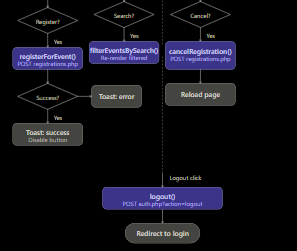 Register?
Search?
Cancel?
Yes
Yes
Yes
registerForEvent()
POST registrations.php
filterEventsBySearch()
Re-render filtered
cancelRegistration()
POST registrations.php
Success?
Toast: error
Reload page
Yes
Toast: success
Disable button
Logout click
logout()
POST auth.php?action=logout
Redirect to login